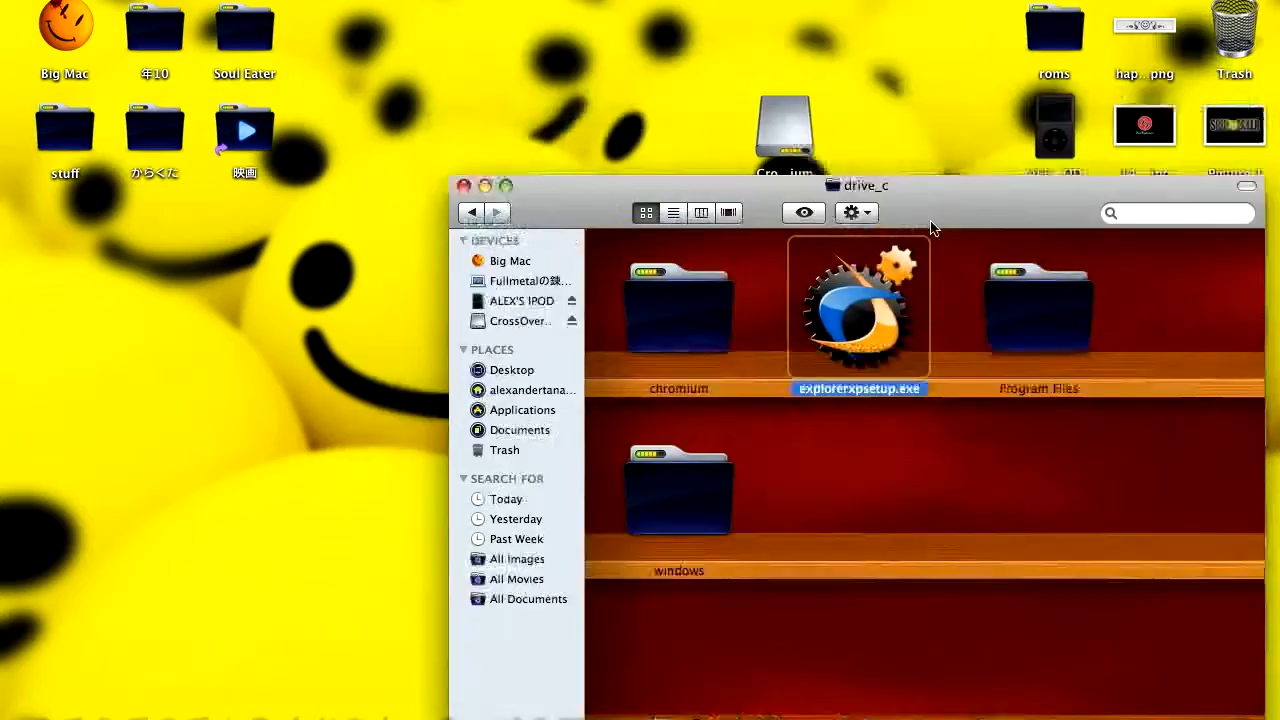 Big Mac
年10
Soul Eater
roms
hap...png
Trash
stuff
からくた
映画
drive_c
DEVICES
Big Mac
Fullmetalの錬...
ALEX'S IPOD
CrossOver...
PLACES
Desktop
alexandertana...
Applications
Documents
Trash
SEARCH FOR
Today
Yesterday
Past Week
All Images
All Movies
All Documents
chromium
explorerxpsetup.exe
Program Files
windows